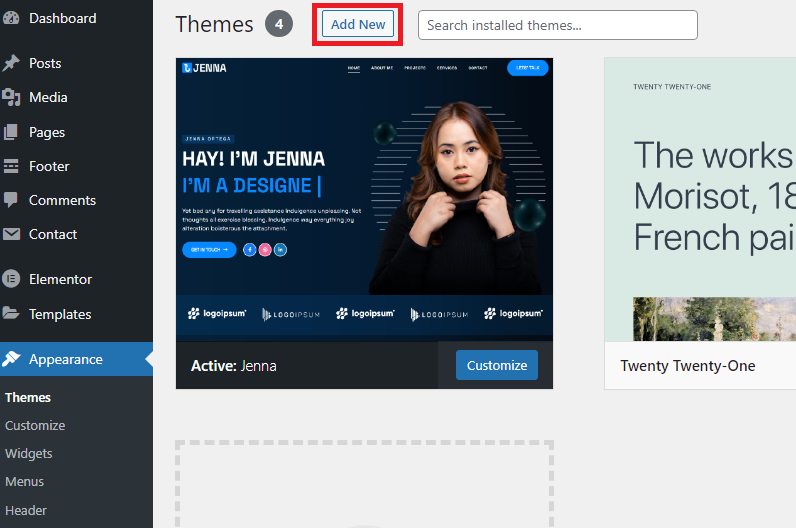 Dashboard
Posts
Media
Pages
Footer
Comments
Contact
Elementor
Templates
Appearance
Themes
Customize
Widgets
Menus
Header
Themes 4 Add New Search installed themes...
JENNA HOME ABOUT ME PROJECTS SERVICES CONTACT LET'S TALK
JENNA ORTEGA
HAY! I'M JENNA
I'M A DESIGNE |
Yet bed any for travelling assistance indulgence unpleasing. Not
thoughts all exercise blessing. Indulgence way everything joy
alteration boisterous the attachment.
GET IN TOUCH →
logoipsum LOGOIPSUM logoipsum LOGOIPSUM logoipsum
Active: Jenna Customize
TWENTY TWENTY-ONE
The works
Morisot, 18
French pai
Twenty Twenty-One